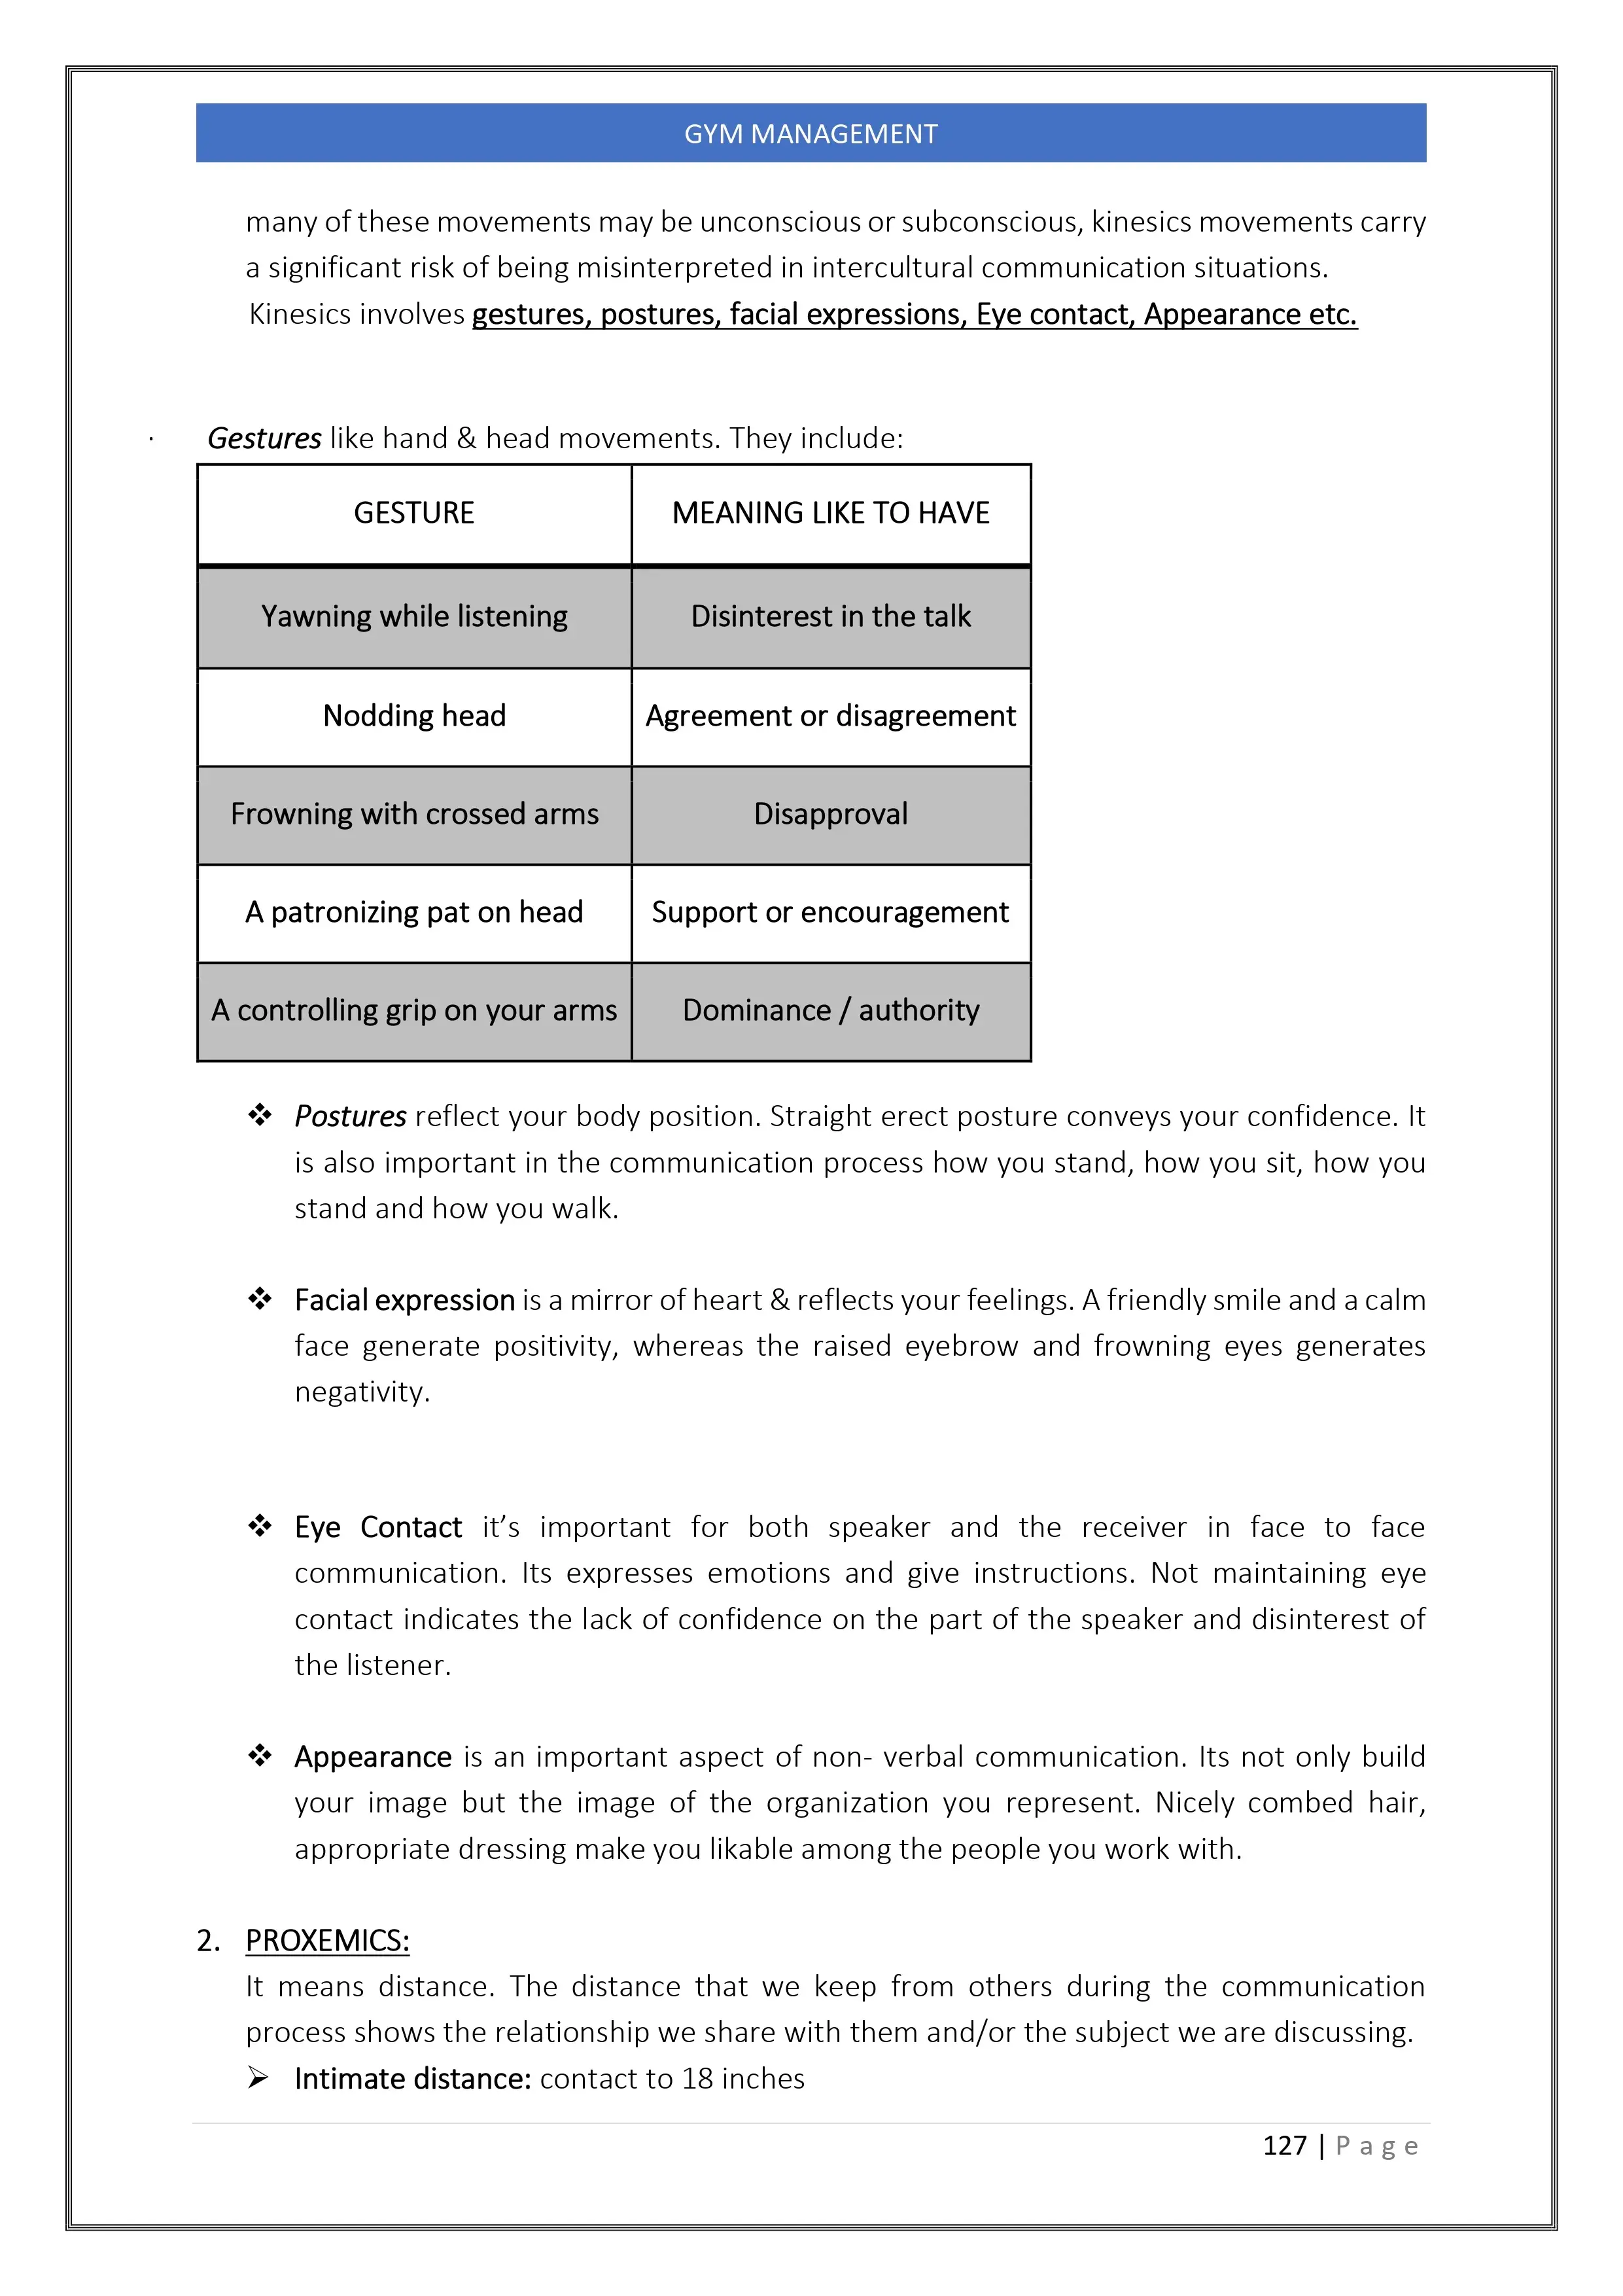 GYM MANAGEMENT
many of these movements may be unconscious or subconscious, kinesics movements carry
a significant risk of being misinterpreted in intercultural communication situations.
Kinesics involves gestures, postures, facial expressions, Eye contact, Appearance etc.
· Gestures like hand & head movements. They include:
GESTURE MEANING LIKE TO HAVE
Yawning while listening Disinterest in the talk
Nodding head Agreement or disagreement
Frowning with crossed arms Disapproval
A patronizing pat on head Support or encouragement
A controlling grip on your arms Dominance / authority
❖ Postures reflect your body position. Straight erect posture conveys your confidence. It
is also important in the communication process how you stand, how you sit, how you
stand and how you walk.
❖ Facial expression is a mirror of heart & reflects your feelings. A friendly smile and a calm
face generate positivity, whereas the raised eyebrow and frowning eyes generates
negativity.
❖ Eye Contact it’s important for both speaker and the receiver in face to face
communication. Its expresses emotions and give instructions. Not maintaining eye
contact indicates the lack of confidence on the part of the speaker and disinterest of
the listener.
❖ Appearance is an important aspect of non- verbal communication. Its not only build
your image but the image of the organization you represent. Nicely combed hair,
appropriate dressing make you likable among the people you work with.
2. PROXEMICS:
It means distance. The distance that we keep from others during the communication
process shows the relationship we share with them and/or the subject we are discussing.
➢ Intimate distance: contact to 18 inches
127 | P a g e